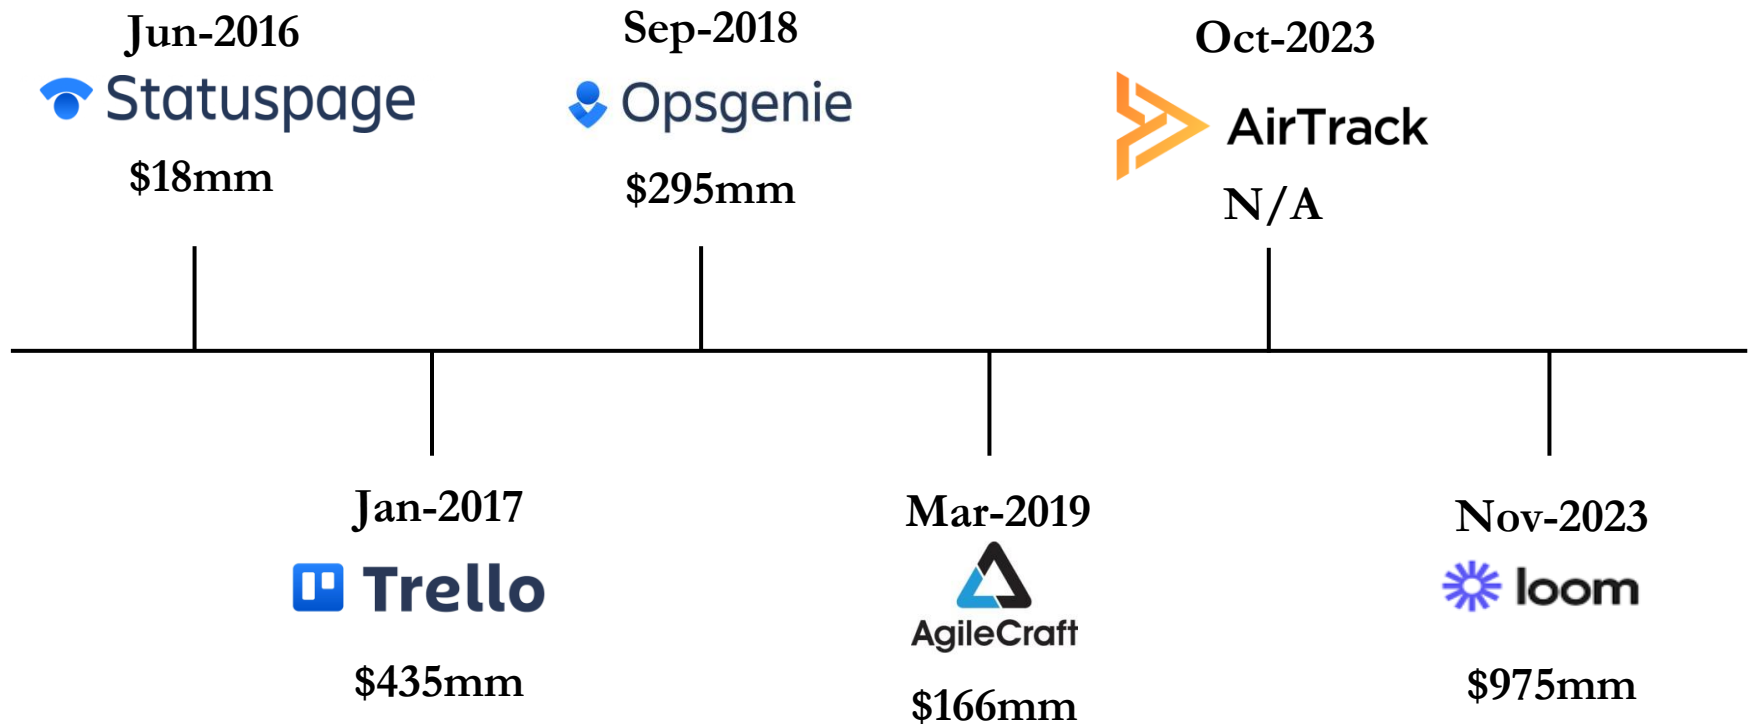 Jun-2016
Statuspage
$18mm
Sep-2018
Opsgenie
$295mm
Oct-2023
AirTrack
N/A
Jan-2017
Trello
$435mm
Mar-2019
AgileCraft
$166mm
Nov-2023
loom
$975mm